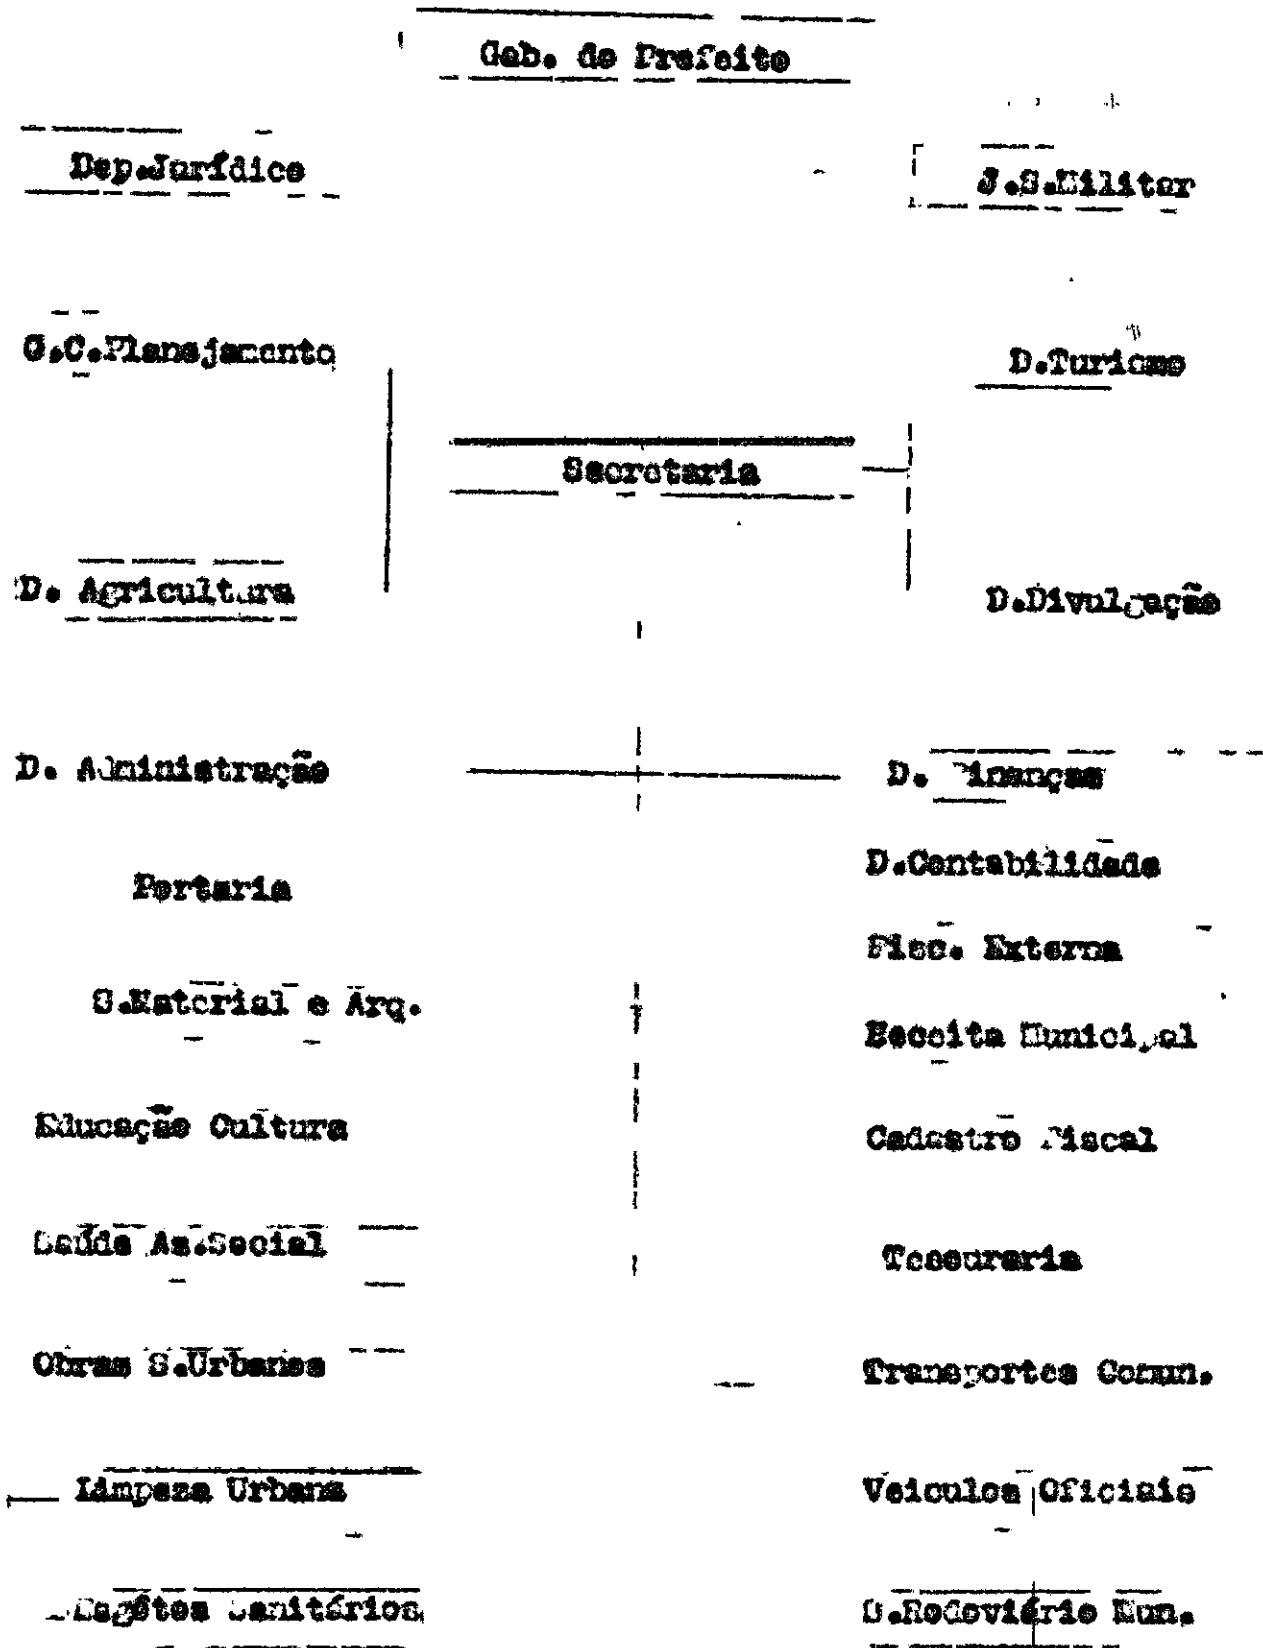 Gab. do Prefeito
Dep.Jurídico
J.S.Militar
G.C.Planejamento
D.Turismo
Secretaria
D. Agricultura
D.Divulgação
D. Administração
D. Finanças
D.Contabilidade
Portaria
Fisc. Externa
S.Material e Arq.
Receita Municipal
Educação Cultura
Cadastro Fiscal
Saúde As.Social
Tesouraria
Obras S.Urbanos
Transportes Comun.
Limpeza Urbana
Veiculos Oficiais
Esgôtos Sanitários
S.Rodoviário Mun.